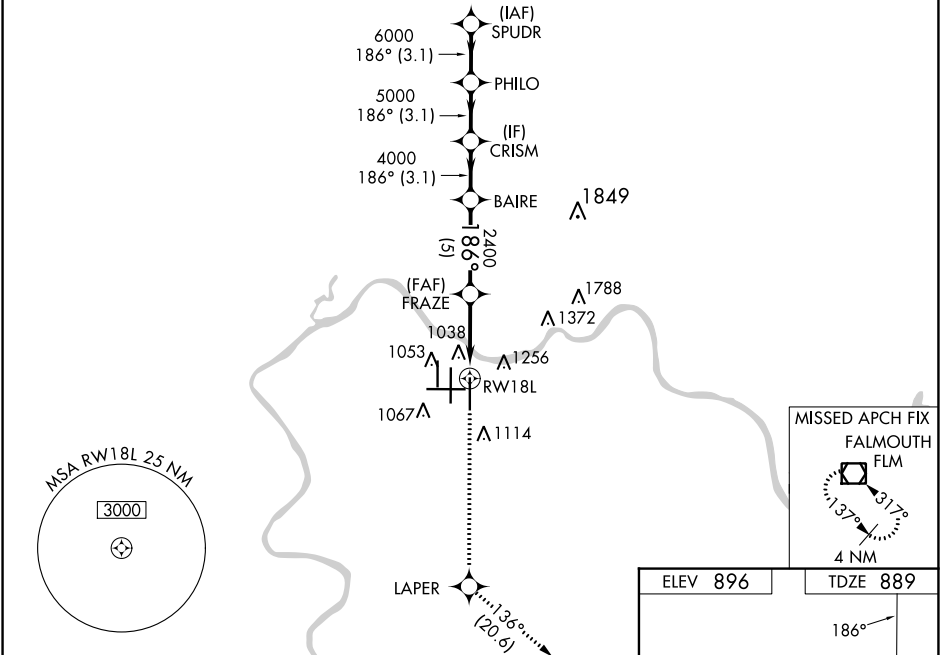 (IAF)
SPUDR
6000
186° (3.1)
PHILO
5000
186° (3.1)
(IF)
CRISM
4000
186° (3.1)
BAIRE
1849
2400
186°
(5)
(FAF)
FRAZE
1788
1372
1038
1053
1256
RW18L
1067
1114
MISSED APCH FIX
FALMOUTH
FLM
317°
137°
4 NM
MSA RW18L 25 NM
3000
LAPER
136°
(20.6)
ELEV 896
TDZE 889
186°